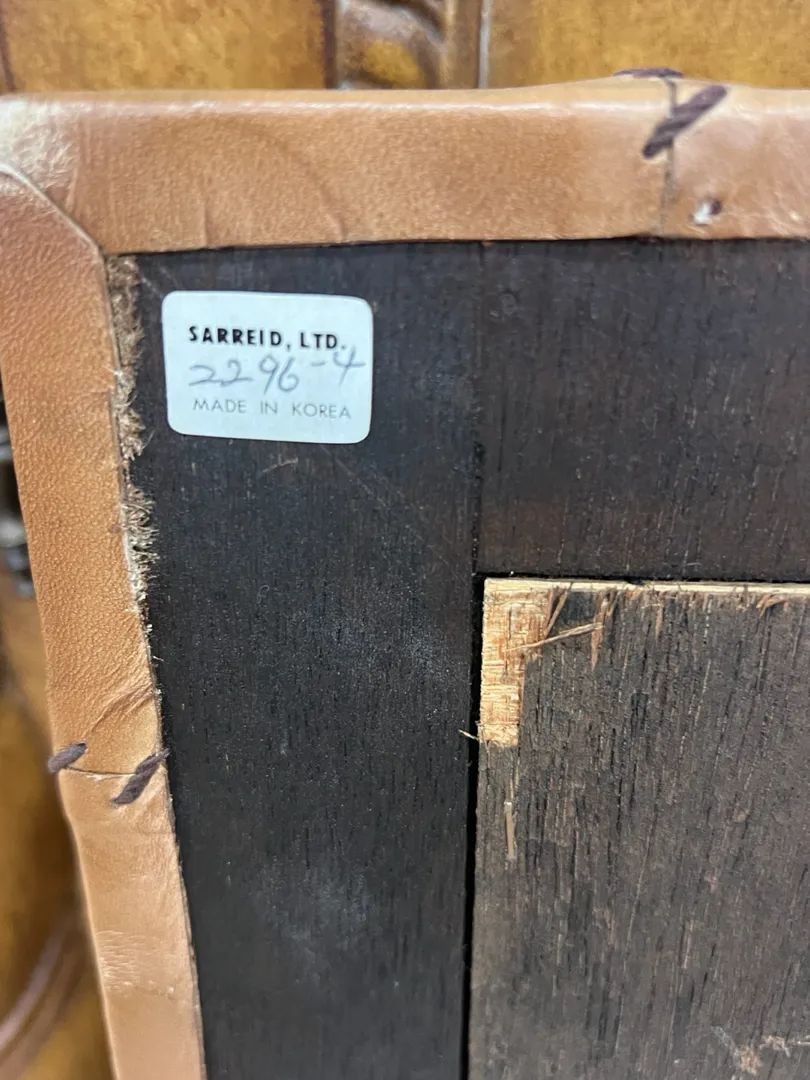 SARREID, LTD.
2296-4
MADE IN KOREA